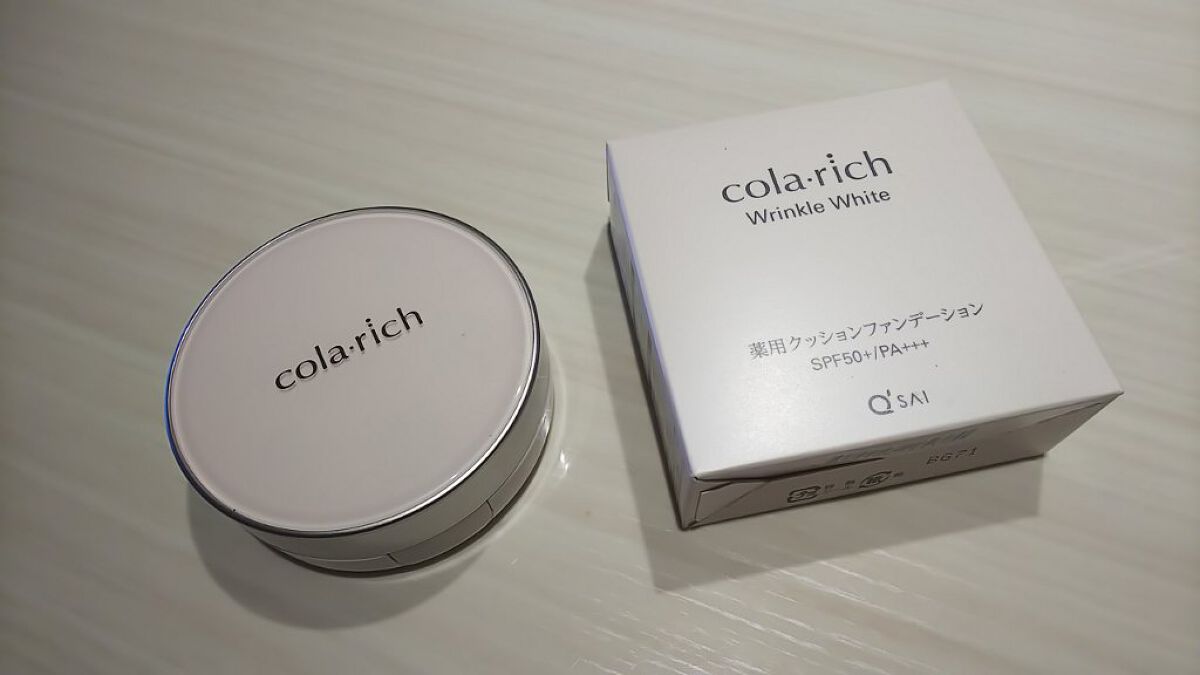 cola·rich
cola·rich
Wrinkle White
薬用クッションファンデーション
SPF50+/PA+++
Q'SAI
BG71